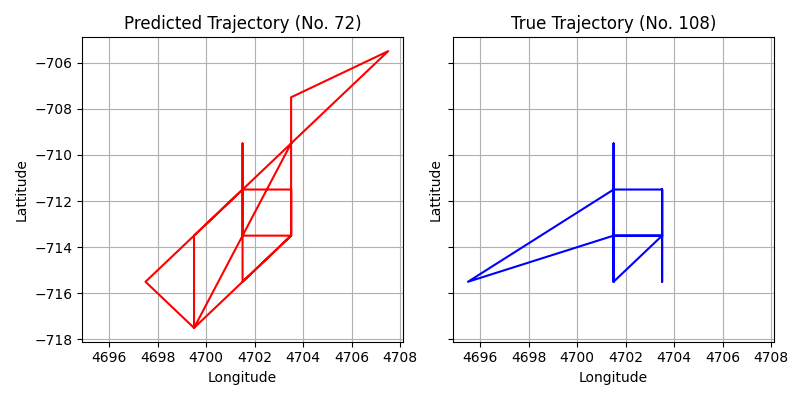 Predicted Trajectory (No. 72)
True Trajectory (No. 108)
−706
−708
−710
−712
−714
−716
−718
Lattitude
Lattitude
4696 4698 4700 4702 4704 4706 4708
4696 4698 4700 4702 4704 4706 4708
Longitude
Longitude